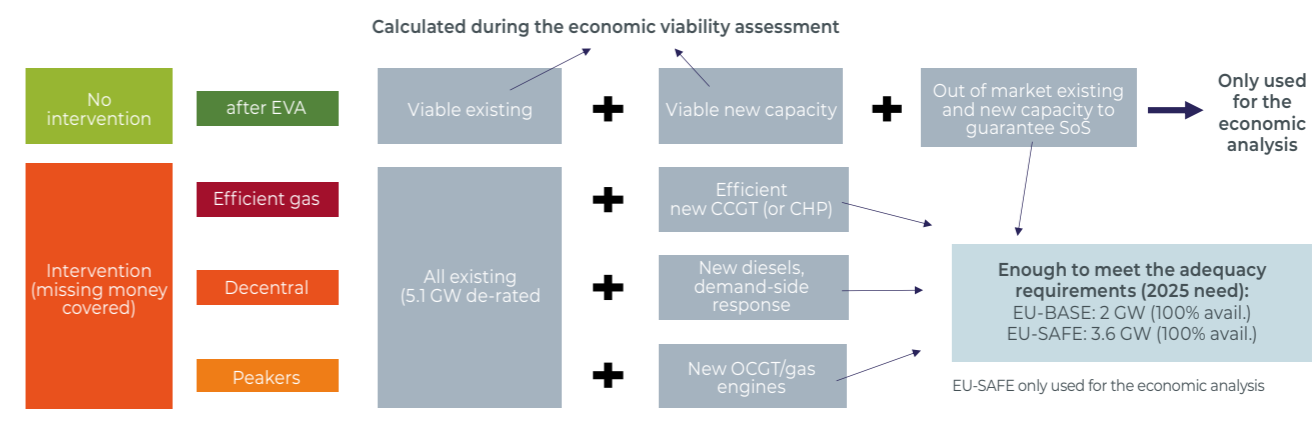 Calculated during the economic viability assessment
No
intervention
after EVA
Viable existing
Viable new capacity
Out of market existing
and new capacity to
guarantee SoS
Only used
for the
economic
analysis
Intervention
(missing money
covered)
Efficient gas
All existing
(5.1 GW de-rated
Efficient
new CCGT (or CHP)
Decentral
New diesels,
demand-side
response
Peakers
New OCGT/gas
engines
Enough to meet the adequacy
requirements (2025 need):
EU-BASE: 2 GW (100% avail.)
EU-SAFE: 3.6 GW (100% avail.)
EU-SAFE only used for the economic analysis